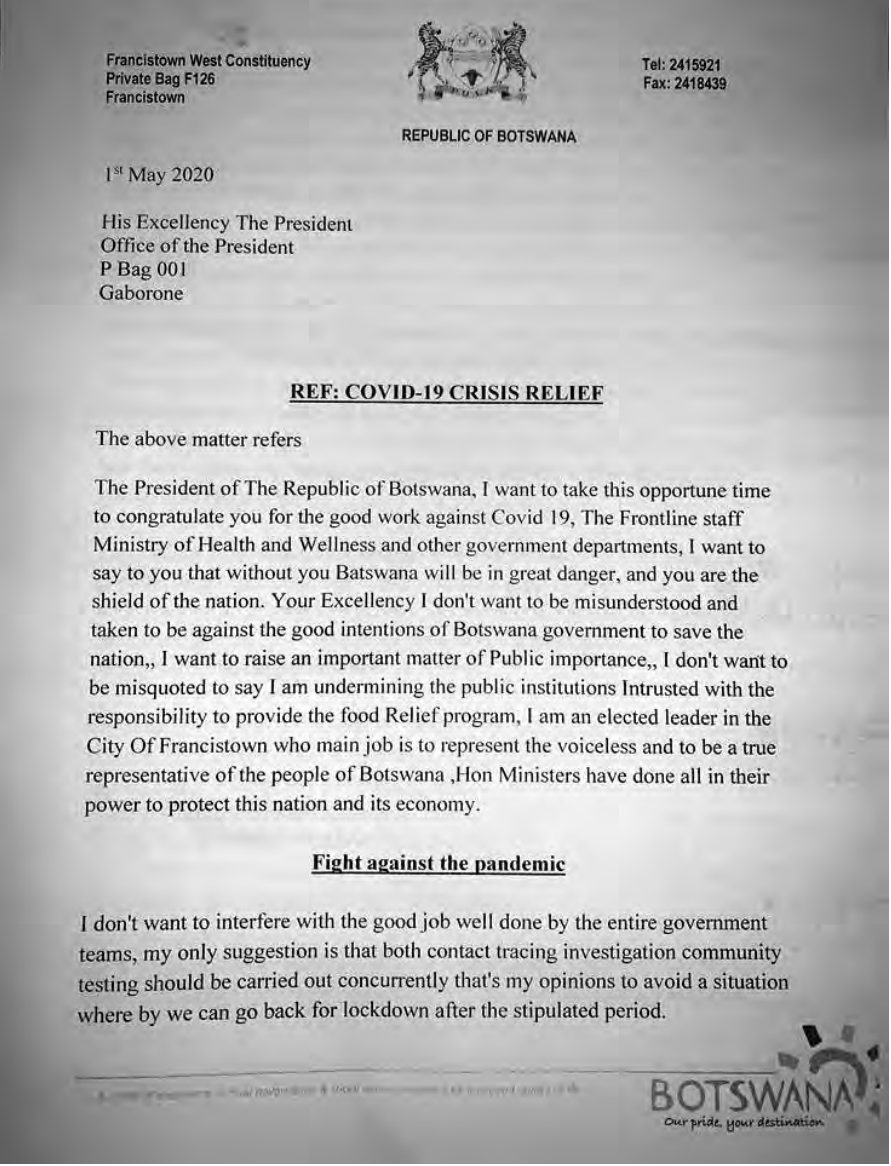 Francistown West Constituency
Private Bag F126
Francistown
Tel: 2415921
Fax: 2418439
PULA
REPUBLIC OF BOTSWANA
1st May 2020
His Excellency The President
Office of the President
P Bag 001
Gaborone
REF: COVID-19 CRISIS RELIEF
The above matter refers
The President of The Republic of Botswana, I want to take this opportune time
to congratulate you for the good work against Covid 19, The Frontline staff
Ministry of Health and Wellness and other government departments, I want to
say to you that without you Batswana will be in great danger, and you are the
shield of the nation. Your Excellency I don't want to be misunderstood and
taken to be against the good intentions of Botswana government to save the
nation,, I want to raise an important matter of Public importance,, I don't want to
be misquoted to say I am undermining the public institutions Intrusted with the
responsibility to provide the food Relief program, I am an elected leader in the
City Of Francistown who main job is to represent the voiceless and to be a true
representative of the people of Botswana ,Hon Ministers have done all in their
power to protect this nation and its economy.
Fight against the pandemic
I don't want to interfere with the good job well done by the entire government
teams, my only suggestion is that both contact tracing investigation community
testing should be carried out concurrently that's my opinions to avoid a situation
where by we can go back for lockdown after the stipulated period.
BOTSWANA
Our pride, your destination